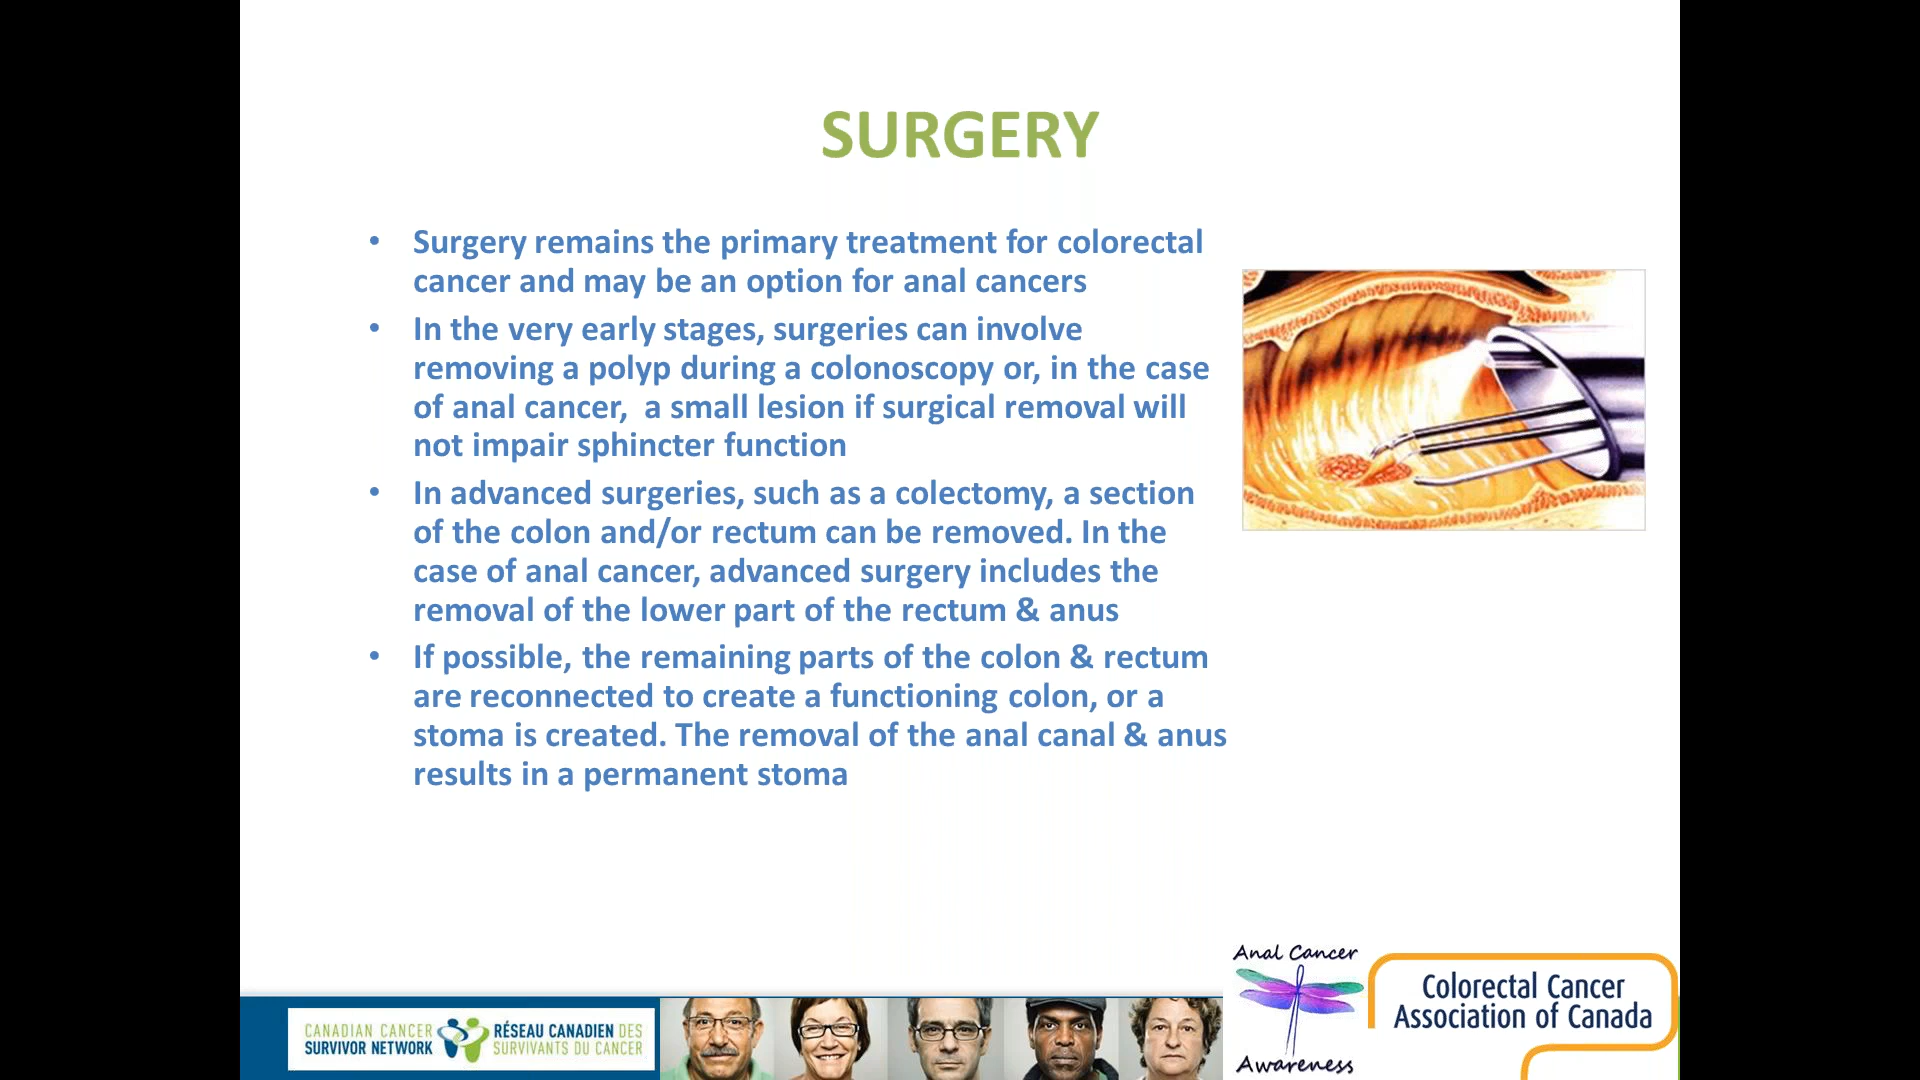 SURGERY
• Surgery remains the primary treatment for colorectal
cancer and may be an option for anal cancers
• In the very early stages, surgeries can involve
removing a polyp during a colonoscopy or, in the case
of anal cancer,  a small lesion if surgical removal will
not impair sphincter function
• In advanced surgeries, such as a colectomy, a section
of the colon and/or rectum can be removed. In the
case of anal cancer, advanced surgery includes the
removal of the lower part of the rectum & anus
• If possible, the remaining parts of the colon & rectum
are reconnected to create a functioning colon, or a
stoma is created. The removal of the anal canal & anus
results in a permanent stoma
CANADIAN CANCER
SURVIVOR NETWORK
RÉSEAU CANADIEN DES
SURVIVANTS DU CANCER
Anal Cancer
Awareness
Colorectal Cancer
Association of Canada